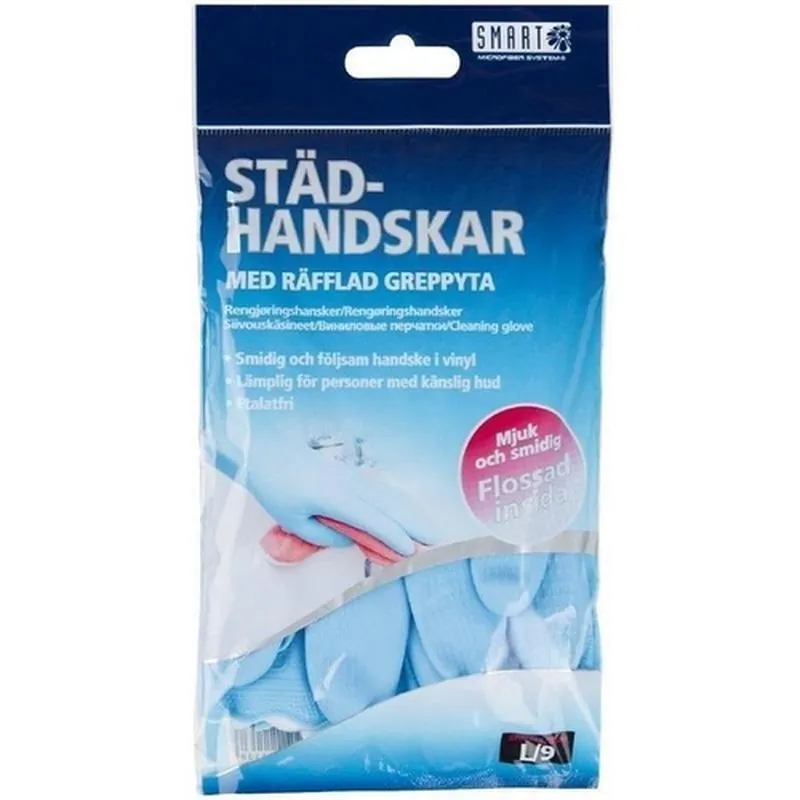 SMART
MICROFIBER SYSTEM®
STÄD-
HANDSKAR
MED RÄFFLAD GREPPYTA
Rengjøringshansker/Rengøringshandsker
Siivouskäsineet/Виниловые перчатки/Cleaning glove
• Smidig och följsam handske i vinyl
• Lämplig för personer med känslig hud
• Ftalatfri
Mjuk
och smidig
Flossad
insida
L/9